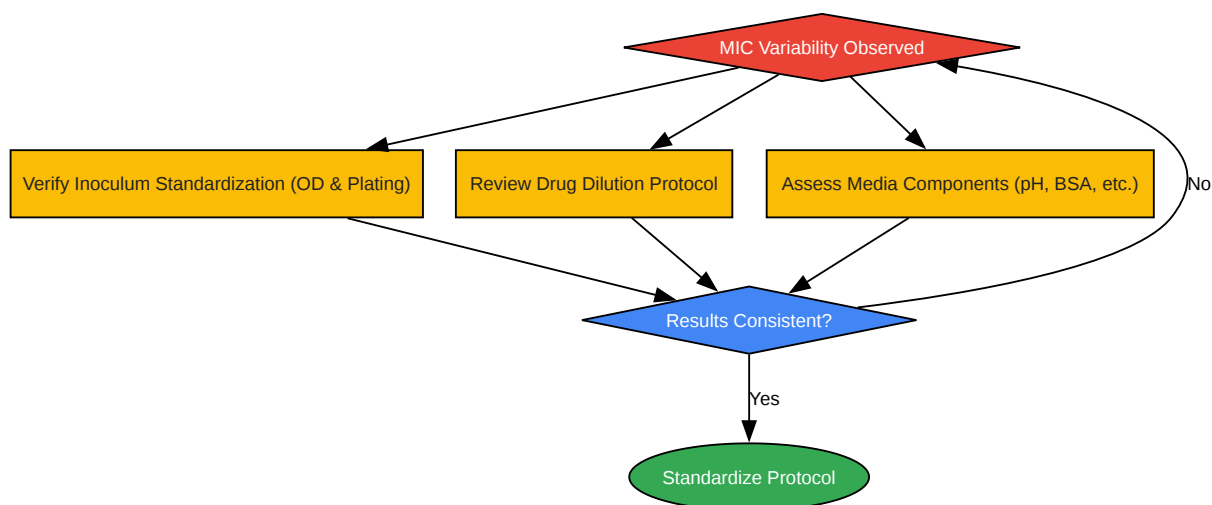 MIC Variability Observed
Verify Inoculum Standardization (OD & Plating)
Review Drug Dilution Protocol
Assess Media Components (pH, BSA, etc.)
No
Results Consistent?
Yes
Standardize Protocol